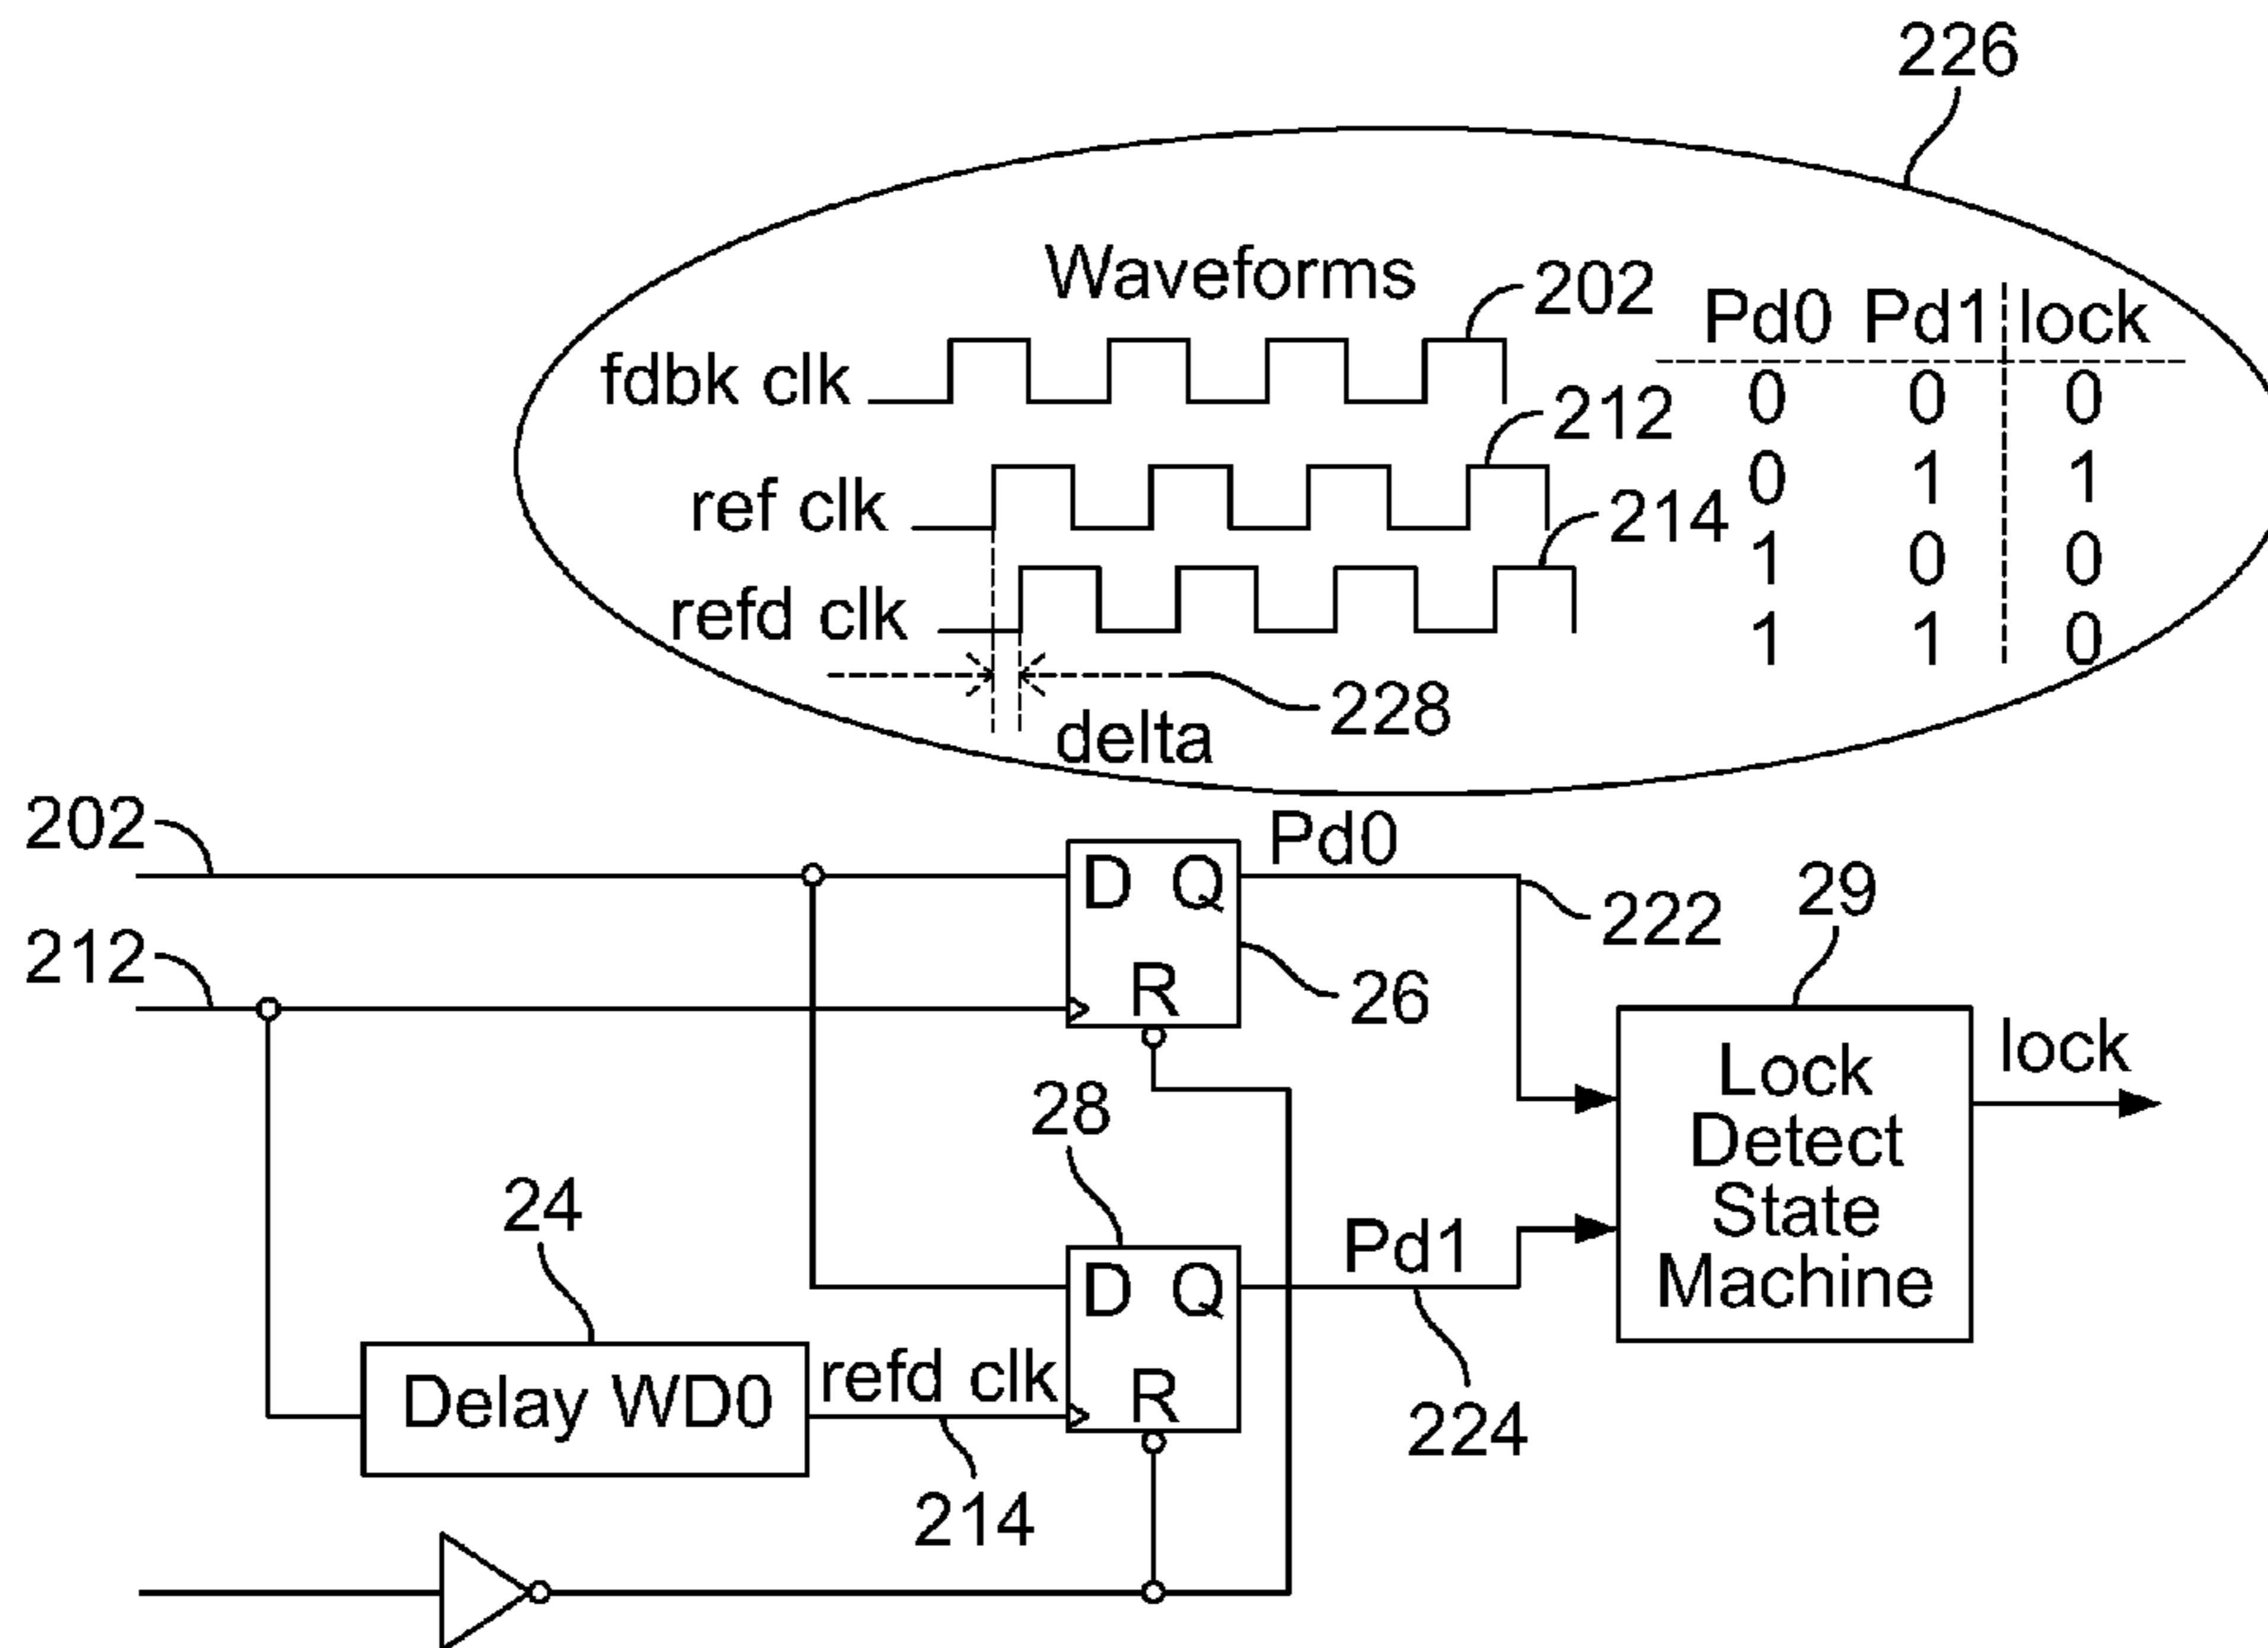 226
Waveforms
202
Pd0 Pd1 lock
fdbk clk
0 0 0
212
0 1 1
ref clk
214
1 0 0
refd clk
1 1 0
228
delta
202
Pd0
D Q
222
29
212
R
26
Lock
Detect
State
Machine
lock
28
24
Pd1
D Q
Delay WD0
refd clk
R
224
214